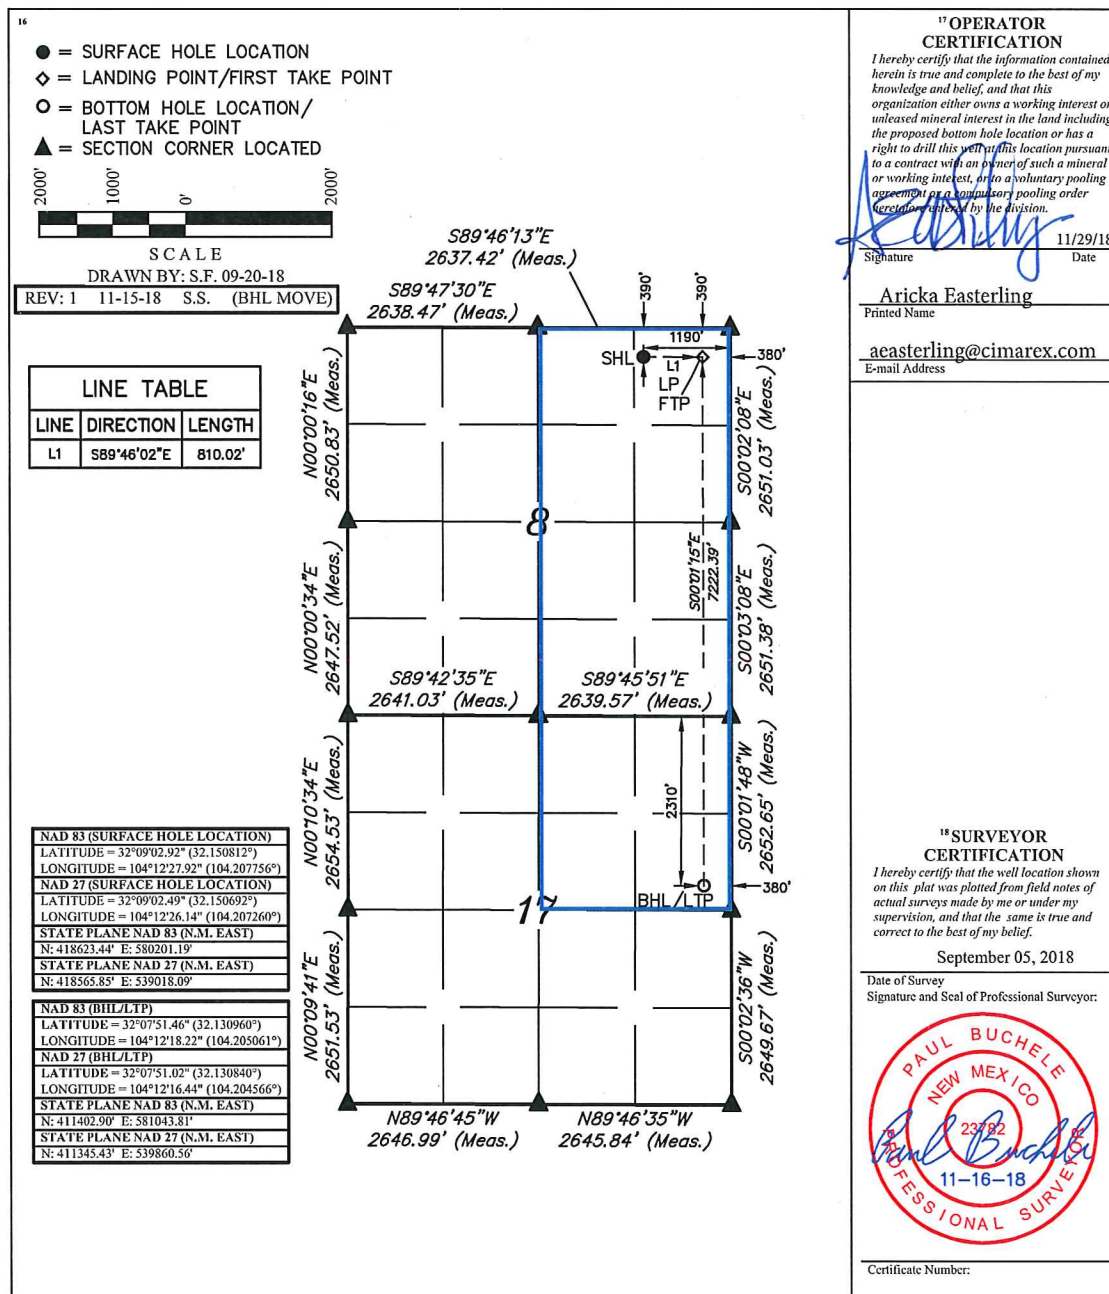 16
● = SURFACE HOLE LOCATION
◇ = LANDING POINT/FIRST TAKE POINT
○ = BOTTOM HOLE LOCATION/
LAST TAKE POINT
▲ = SECTION CORNER LOCATED
2000'
1000'
0'
2000'
SCALE
DRAWN BY: S.F. 09-20-18
REV: 1 11-15-18 S.S. (BHL MOVE)
LINE TABLE
LINE DIRECTION LENGTH
L1 S89°46'02"E 810.02'
S89°46'13"E
2637.42' (Meas.)
S89°47'30"E
2638.47' (Meas.)
390'
390'
1190'
380'
SHL
L1
LP
FTP
N00°00'16"E
2650.83' (Meas.)
S00°02'08"E
2651.03' (Meas.)
8
S00°01'15"E
7222.39'
N00°00'34"E
2647.52' (Meas.)
S00°03'08"E
2651.38' (Meas.)
S89°42'35"E
2641.03' (Meas.)
S89°45'51"E
2639.57' (Meas.)
N00°10'34"E
2654.53' (Meas.)
2310'
S00°01'48"W
2652.65' (Meas.)
380'
BHL/LTP
17
N00°09'41"E
2651.53' (Meas.)
S00°02'36"W
2649.67' (Meas.)
N89°46'45"W
2646.99' (Meas.)
N89°46'35"W
2645.84' (Meas.)
NAD 83 (SURFACE HOLE LOCATION)
LATITUDE = 32°09'02.92" (32.150812°)
LONGITUDE = 104°12'27.92" (104.207756°)
NAD 27 (SURFACE HOLE LOCATION)
LATITUDE = 32°09'02.49" (32.150692°)
LONGITUDE = 104°12'26.14" (104.207260°)
STATE PLANE NAD 83 (N.M. EAST)
N: 418623.44' E: 580201.19'
STATE PLANE NAD 27 (N.M. EAST)
N: 418565.85' E: 539018.09'
NAD 83 (BHL/LTP)
LATITUDE = 32°07'51.46" (32.130960°)
LONGITUDE = 104°12'18.22" (104.205061°)
NAD 27 (BHL/LTP)
LATITUDE = 32°07'51.02" (32.130840°)
LONGITUDE = 104°12'16.44" (104.204566°)
STATE PLANE NAD 83 (N.M. EAST)
N: 411402.90' E: 581043.81'
STATE PLANE NAD 27 (N.M. EAST)
N: 411345.43' E: 539860.56'
17 OPERATOR
CERTIFICATION
I hereby certify that the information contained
herein is true and complete to the best of my
knowledge and belief, and that this
organization either owns a working interest or
unleased mineral interest in the land including
the proposed bottom hole location or has a
right to drill this well at this location pursuant
to a contract with an owner of such a mineral
or working interest, or to a voluntary pooling
agreement or a compulsory pooling order
heretofore entered by the division.
AEasterling
11/29/18
Signature Date
Aricka Easterling
Printed Name
aeasterling@cimarex.com
E-mail Address
18 SURVEYOR
CERTIFICATION
I hereby certify that the well location shown
on this plat was plotted from field notes of
actual surveys made by me or under my
supervision, and that the same is true and
correct to the best of my belief.
September 05, 2018
Date of Survey
Signature and Seal of Professional Surveyor:
PAUL BUCHELE
NEW MEXICO
23782
Paul Buchele
11-16-18
PROFESSIONAL SURVEYOR
Certificate Number: